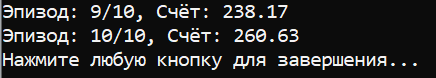 Эпизод: 9/10, Счёт: 238.17
Эпизод: 10/10, Счёт: 260.63
Нажмите любую кнопку для завершения...